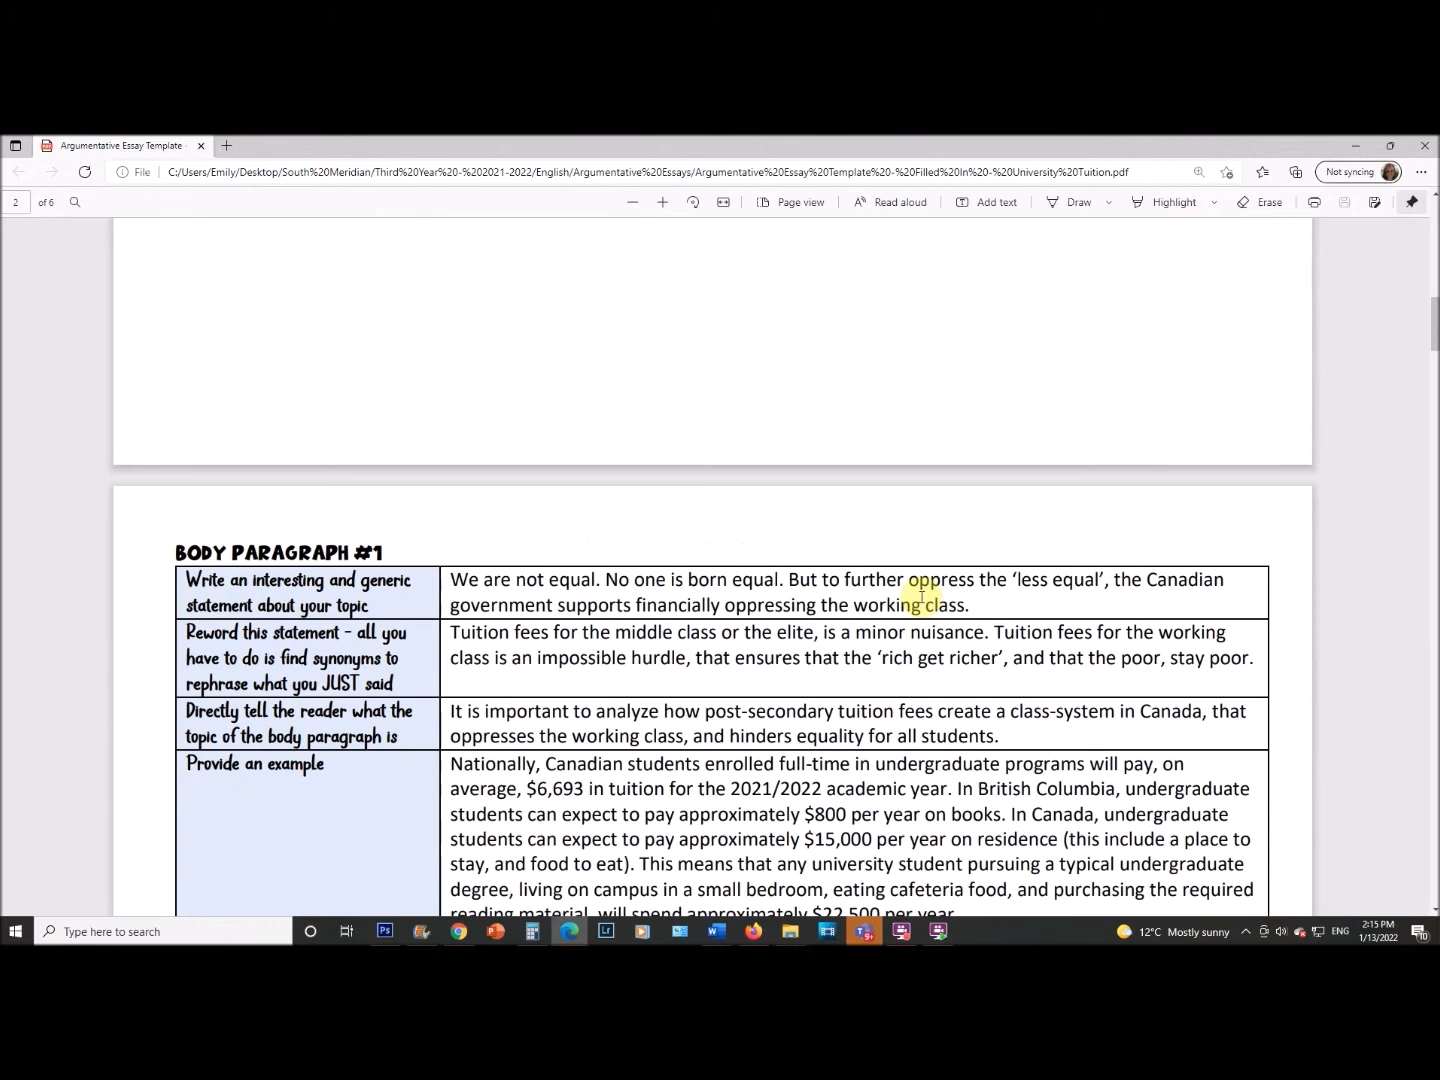 Argumentative Essay Template
File
C:/Users/Emily/Desktop/South%20Meridian/Third%20Year%20-%202021-2022/English/Argumentative%20Essays/Argumentative%20Essay%20Template%20-%20Filled%20In%20-%20University%20Tuition.pdf
Not syncing
2 of 6
Page view
Read aloud
Add text
Draw
Highlight
Erase
BODY PARAGRAPH #1
Write an interesting and generic
statement about your topic
We are not equal. No one is born equal. But to further oppress the ‘less equal’, the Canadian
government supports financially oppressing the working class.
Reword this statement - all you
have to do is find synonyms to
rephrase what you JUST said
Tuition fees for the middle class or the elite, is a minor nuisance. Tuition fees for the working
class is an impossible hurdle, that ensures that the ‘rich get richer’, and that the poor, stay poor.
Directly tell the reader what the
topic of the body paragraph is
It is important to analyze how post-secondary tuition fees create a class-system in Canada, that
oppresses the working class, and hinders equality for all students.
Provide an example
Nationally, Canadian students enrolled full-time in undergraduate programs will pay, on
average, $6,693 in tuition for the 2021/2022 academic year. In British Columbia, undergraduate
students can expect to pay approximately $800 per year on books. In Canada, undergraduate
students can expect to pay approximately $15,000 per year on residence (this include a place to
stay, and food to eat). This means that any university student pursuing a typical undergraduate
degree, living on campus in a small bedroom, eating cafeteria food, and purchasing the required
reading material, will spend approximately $22,500 per year.
Type here to search
Ps
Lr
9+
12°C Mostly sunny
ENG
2:15 PM
1/13/2022
10